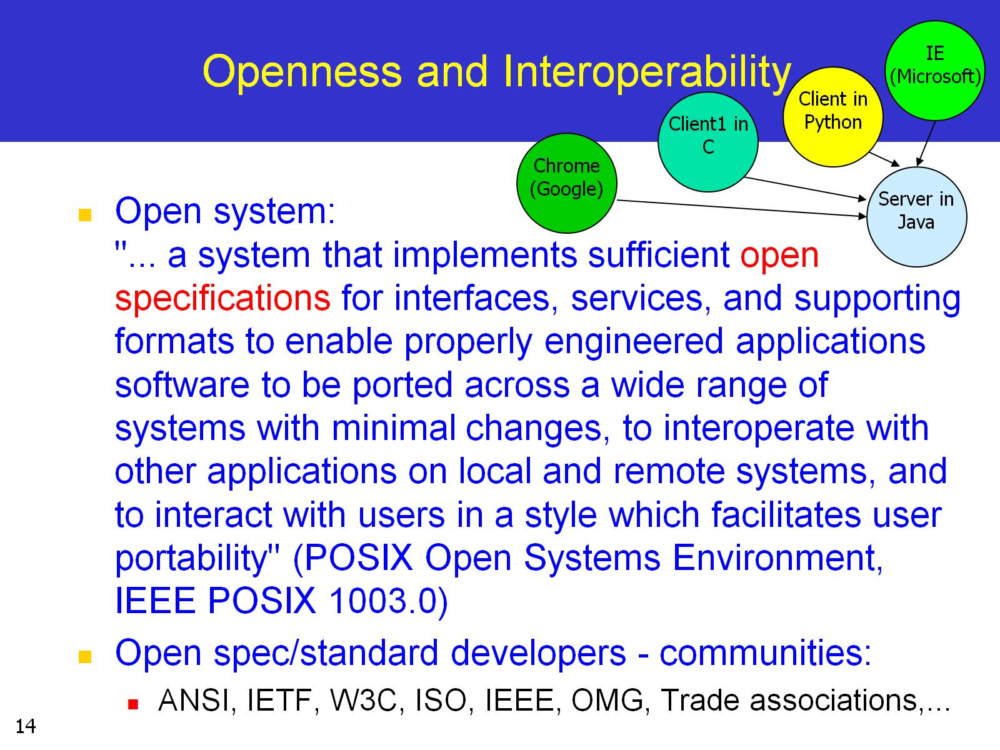 Openness and Interoperability
IE
(Microsoft)
Client in
Python
Client1 in
C
Chrome
(Google)
Server in
Java
Open system:
"... a system that implements sufficient open
specifications for interfaces, services, and supporting
formats to enable properly engineered applications
software to be ported across a wide range of
systems with minimal changes, to interoperate with
other applications on local and remote systems, and
to interact with users in a style which facilitates user
portability" (POSIX Open Systems Environment,
IEEE POSIX 1003.0)
Open spec/standard developers - communities:
ANSI, IETF, W3C, ISO, IEEE, OMG, Trade associations,...
14